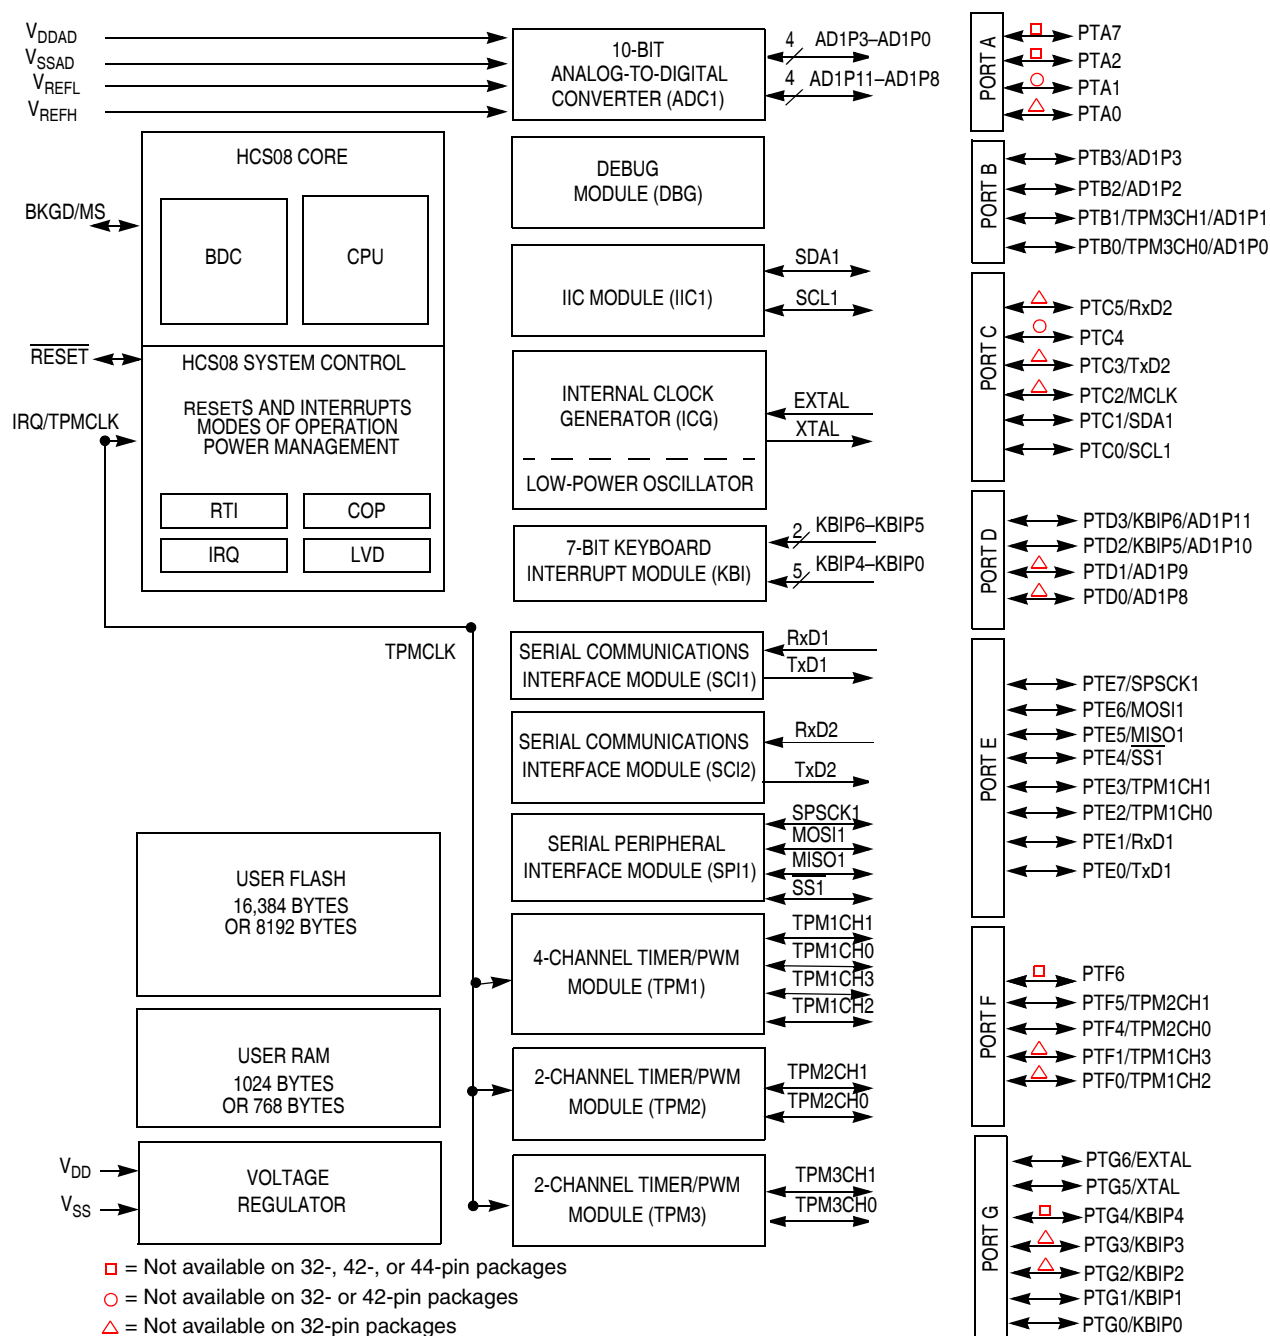 VDDAD
VSSAD
VREFL
VREFH
10-BIT
ANALOG-TO-DIGITAL
CONVERTER (ADC1)
4 AD1P3–AD1P0
4 AD1P11–AD1P8
HCS08 CORE
BDC
CPU
BKGD/MS
RESET
HCS08 SYSTEM CONTROL
RESETS AND INTERRUPTS
MODES OF OPERATION
POWER MANAGEMENT
IRQ/TPMCLK
RTI
COP
IRQ
LVD
TPMCLK
DEBUG
MODULE (DBG)
IIC MODULE (IIC1)
SDA1
SCL1
INTERNAL CLOCK
GENERATOR (ICG)
LOW-POWER OSCILLATOR
EXTAL
XTAL
7-BIT KEYBOARD
INTERRUPT MODULE (KBI)
2 KBIP6–KBIP5
5 KBIP4–KBIP0
SERIAL COMMUNICATIONS
INTERFACE MODULE (SCI1)
RxD1
TxD1
SERIAL COMMUNICATIONS
INTERFACE MODULE (SCI2)
RxD2
TxD2
SERIAL PERIPHERAL
INTERFACE MODULE (SPI1)
SPSCK1
MOSI1
MISO1
SS1
USER FLASH
16,384 BYTES
OR 8192 BYTES
4-CHANNEL TIMER/PWM
MODULE (TPM1)
TPM1CH1
TPM1CH0
TPM1CH3
TPM1CH2
USER RAM
1024 BYTES
OR 768 BYTES
2-CHANNEL TIMER/PWM
MODULE (TPM2)
TPM2CH1
TPM2CH0
VDD
VSS
VOLTAGE
REGULATOR
2-CHANNEL TIMER/PWM
MODULE (TPM3)
TPM3CH1
TPM3CH0
PORT A
PTA7
PTA2
PTA1
PTA0
PORT B
PTB3/AD1P3
PTB2/AD1P2
PTB1/TPM3CH1/AD1P1
PTB0/TPM3CH0/AD1P0
PORT C
PTC5/RxD2
PTC4
PTC3/TxD2
PTC2/MCLK
PTC1/SDA1
PTC0/SCL1
PORT D
PTD3/KBIP6/AD1P11
PTD2/KBIP5/AD1P10
PTD1/AD1P9
PTD0/AD1P8
PORT E
PTE7/SPSCK1
PTE6/MOSI1
PTE5/MISO1
PTE4/SS1
PTE3/TPM1CH1
PTE2/TPM1CH0
PTE1/RxD1
PTE0/TxD1
PORT F
PTF6
PTF5/TPM2CH1
PTF4/TPM2CH0
PTF1/TPM1CH3
PTF0/TPM1CH2
PORT G
PTG6/EXTAL
PTG5/XTAL
PTG4/KBIP4
PTG3/KBIP3
PTG2/KBIP2
PTG1/KBIP1
PTG0/KBIP0
= Not available on 32-, 42-, or 44-pin packages
= Not available on 32- or 42-pin packages
= Not available on 32-pin packages